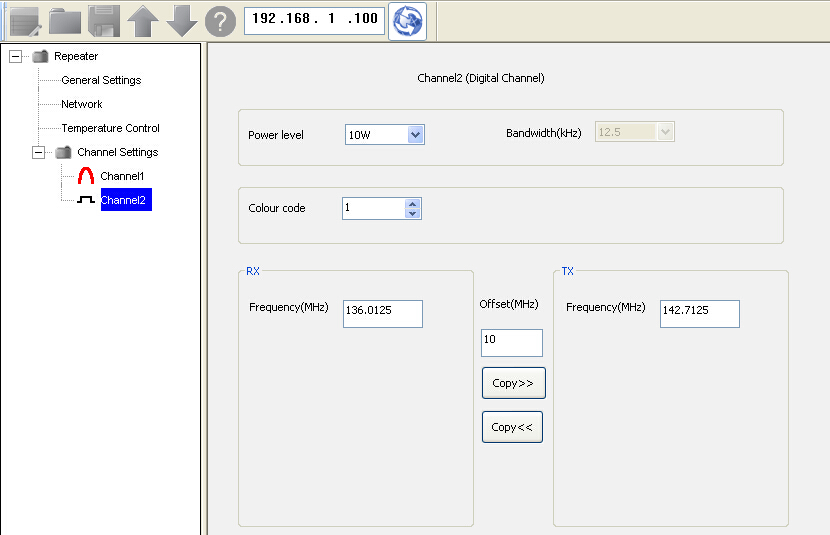 192.168. 1 .100
Repeater
General Settings
Network
Temperature Control
Channel Settings
Channel1
Channel2
Channel2 (Digital Channel)
Power level
10W
Bandwidth(kHz)
12.5
Colour code
1
RX
Frequency(MHz)
136.0125
Offset(MHz)
10
Copy>>
Copy<<
TX
Frequency(MHz)
142.7125